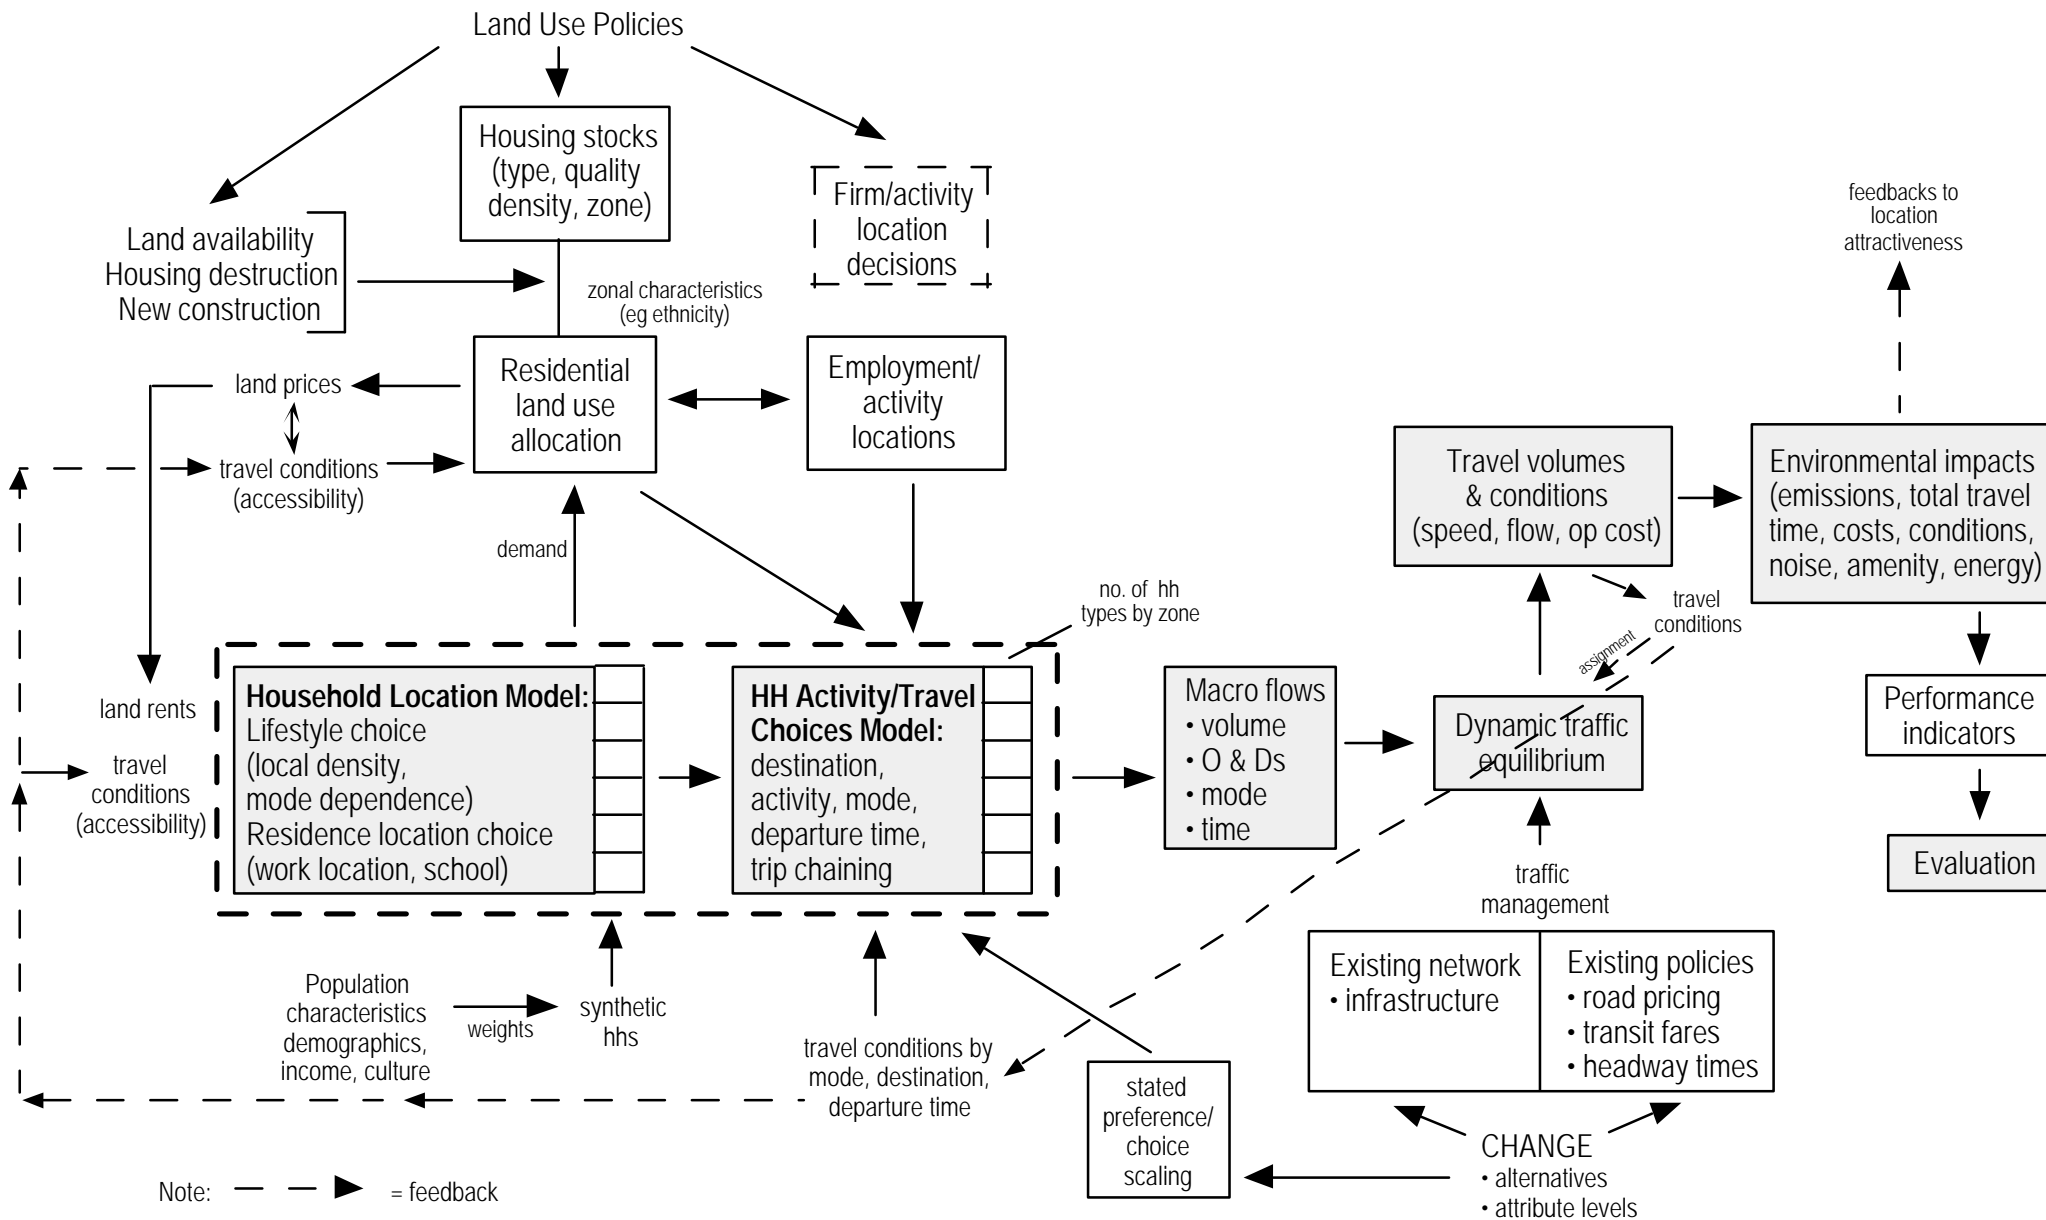 Land Use Policies
Housing stocks
(type, quality
density, zone)
Firm/activity
location
decisions
feedbacks to
location
attractiveness
Land availability
Housing destruction
New construction
zonal characteristics
(eg ethnicity)
land prices
Residential
land use
allocation
Employment/
activity
locations
travel conditions
(accessibility)
Travel volumes
& conditions
(speed, flow, op cost)
Environmental impacts
(emissions, total travel
time, costs, conditions,
noise, amenity, energy)
demand
no. of hh
types by zone
travel
conditions
assignment
land rents
travel
conditions
(accessibility)
Household Location Model:
Lifestyle choice
(local density,
mode dependence)
Residence location choice
(work location, school)
HH Activity/Travel
Choices Model:
destination,
activity, mode,
departure time,
trip chaining
Macro flows
• volume
• O & Ds
• mode
• time
Dynamic traffic
equilibrium
Performance
indicators
Evaluation
traffic
management
Existing network
• infrastructure
Existing policies
• road pricing
• transit fares
• headway times
Population
characteristics
demographics,
income, culture
weights
synthetic
hhs
travel conditions by
mode, destination,
departure time
stated
preference/
choice
scaling
CHANGE
• alternatives
• attribute levels
Note:
= feedback